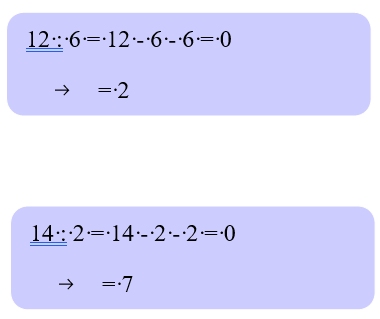 12 : 6 = 12 - 6 - 6 = 0
→ = 2
14 : 2 = 14 - 2 - 2 = 0
→ = 7